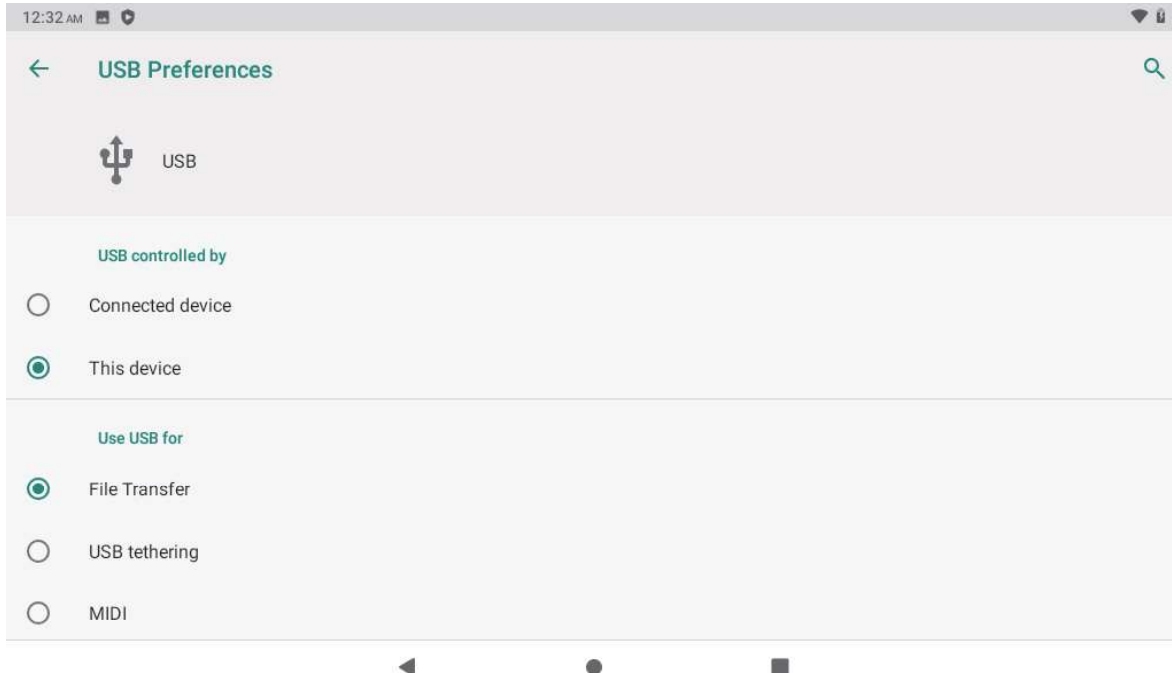 12:32 AM
USB Preferences
USB
USB controlled by
Connected device
This device
Use USB for
File Transfer
USB tethering
MIDI